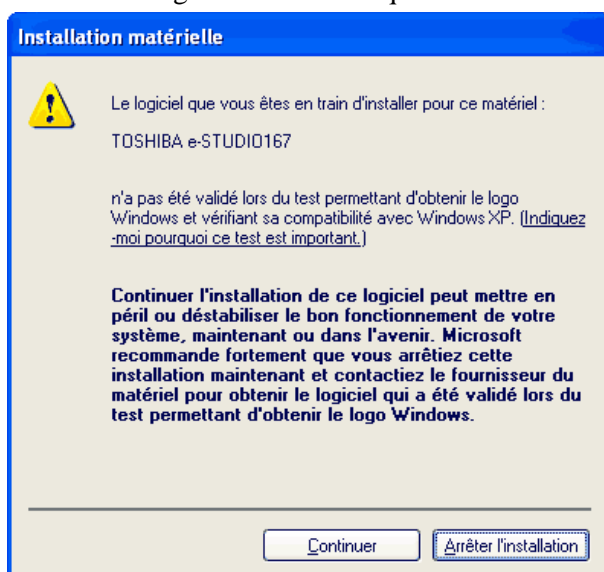 Installation matérielle
Le logiciel que vous êtes en train d'installer pour ce matériel :
TOSHIBA e-STUDIO167
n'a pas été validé lors du test permettant d'obtenir le logo
Windows et vérifiant sa compatibilité avec Windows XP. (Indiquez
-moi pourquoi ce test est important.)
Continuer l'installation de ce logiciel peut mettre en
péril ou déstabiliser le bon fonctionnement de votre
système, maintenant ou dans l'avenir. Microsoft
recommande fortement que vous arrêtiez cette
installation maintenant et contactiez le fournisseur du
matériel pour obtenir le logiciel qui a été validé lors du
test permettant d'obtenir le logo Windows.
Continuer
Arrêter l'installation